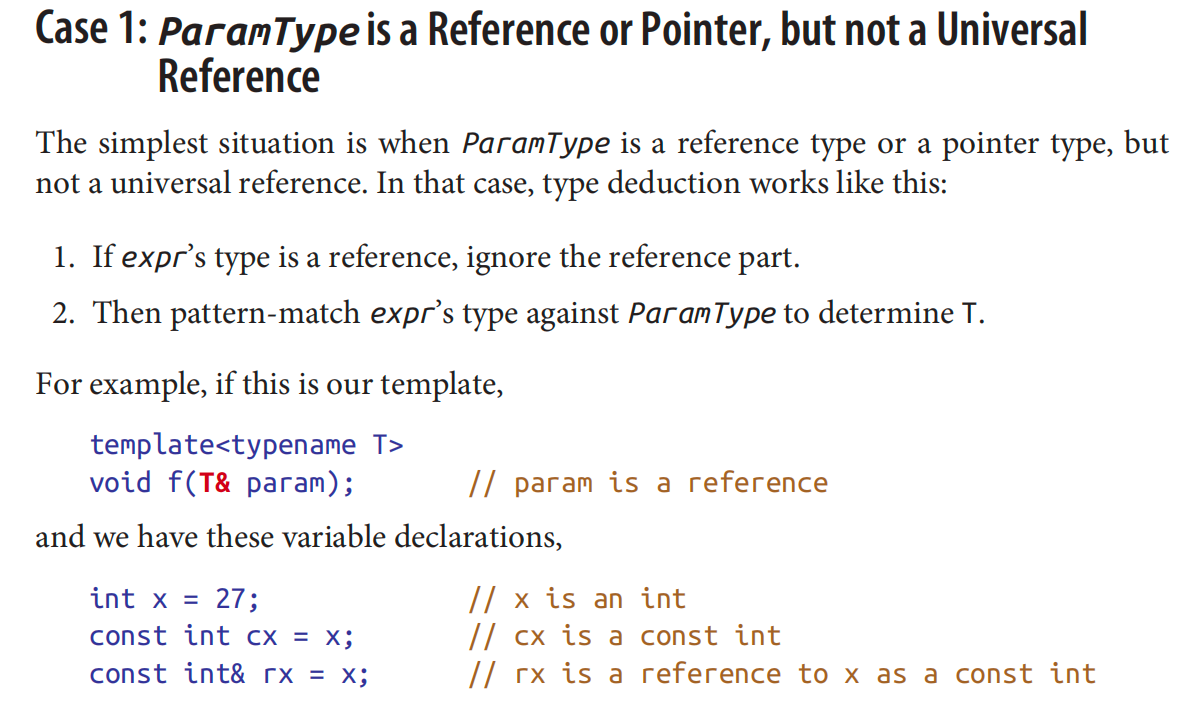 Case 1: ParamType is a Reference or Pointer, but not a Universal
Reference
The simplest situation is when ParamType is a reference type or a pointer type, but
not a universal reference. In that case, type deduction works like this:
1. If expr’s type is a reference, ignore the reference part.
2. Then pattern-match expr’s type against ParamType to determine T.
For example, if this is our template,
template<typename T>
void f(T& param); // param is a reference
and we have these variable declarations,
int x = 27; // x is an int
const int cx = x; // cx is a const int
const int& rx = x; // rx is a reference to x as a const int